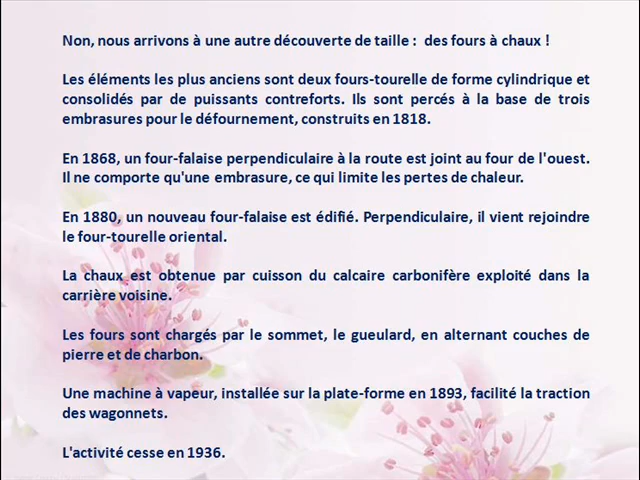 Non, nous arrivons à une autre découverte de taille : des fours à chaux !
Les éléments les plus anciens sont deux fours-tourelle de forme cylindrique et
consolidés par de puissants contreforts. Ils sont percés à la base de trois
embrasures pour le défournement, construits en 1818.
En 1868, un four-falaise perpendiculaire à la route est joint au four de l'ouest.
Il ne comporte qu'une embrasure, ce qui limite les pertes de chaleur.
En 1880, un nouveau four-falaise est édifié. Perpendiculaire, il vient rejoindre
le four-tourelle oriental.
La chaux est obtenue par cuisson du calcaire carbonifère exploité dans la
carrière voisine.
Les fours sont chargés par le sommet, le gueulard, en alternant couches de
pierre et de charbon.
Une machine à vapeur, installée sur la plate-forme en 1893, facilité la traction
des wagonnets.
L'activité cesse en 1936.